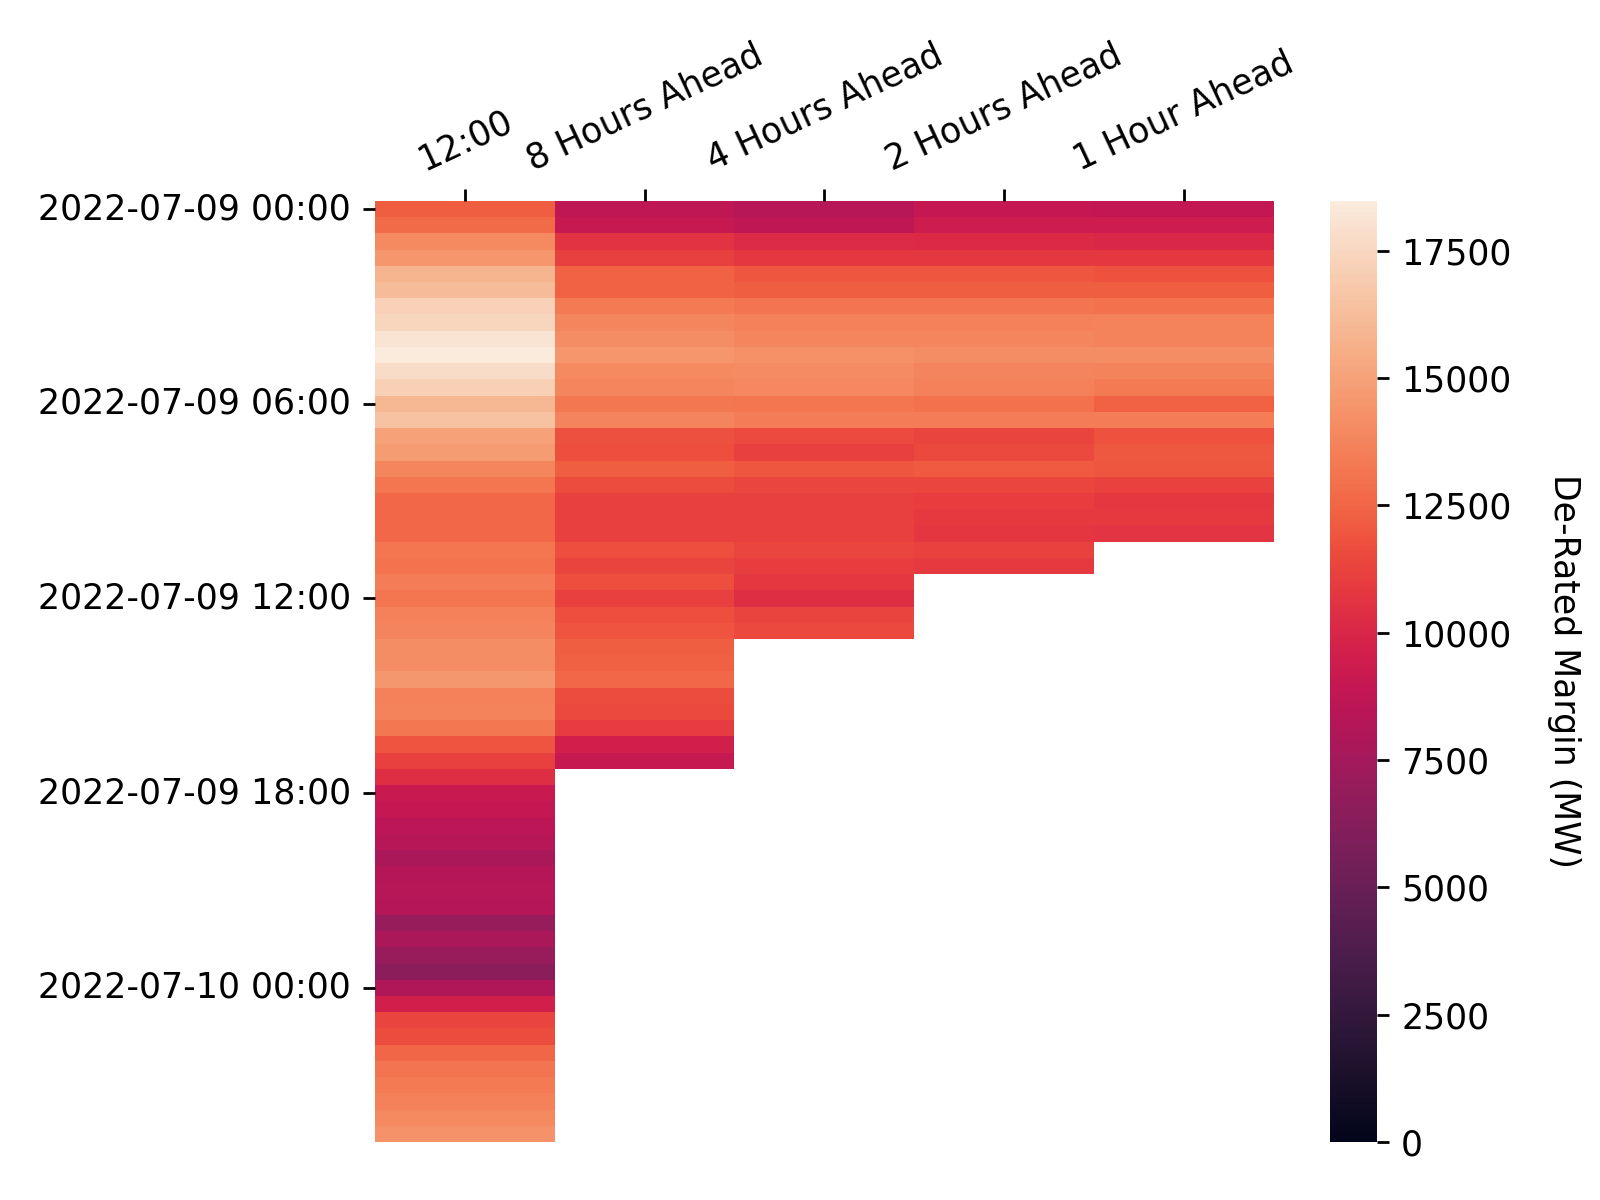 12:00
8 Hours Ahead
4 Hours Ahead
2 Hours Ahead
1 Hour Ahead
2022-07-09 00:00
2022-07-09 06:00
2022-07-09 12:00
2022-07-09 18:00
2022-07-10 00:00
17500
15000
12500
10000
7500
5000
2500
0
De-Rated Margin (MW)